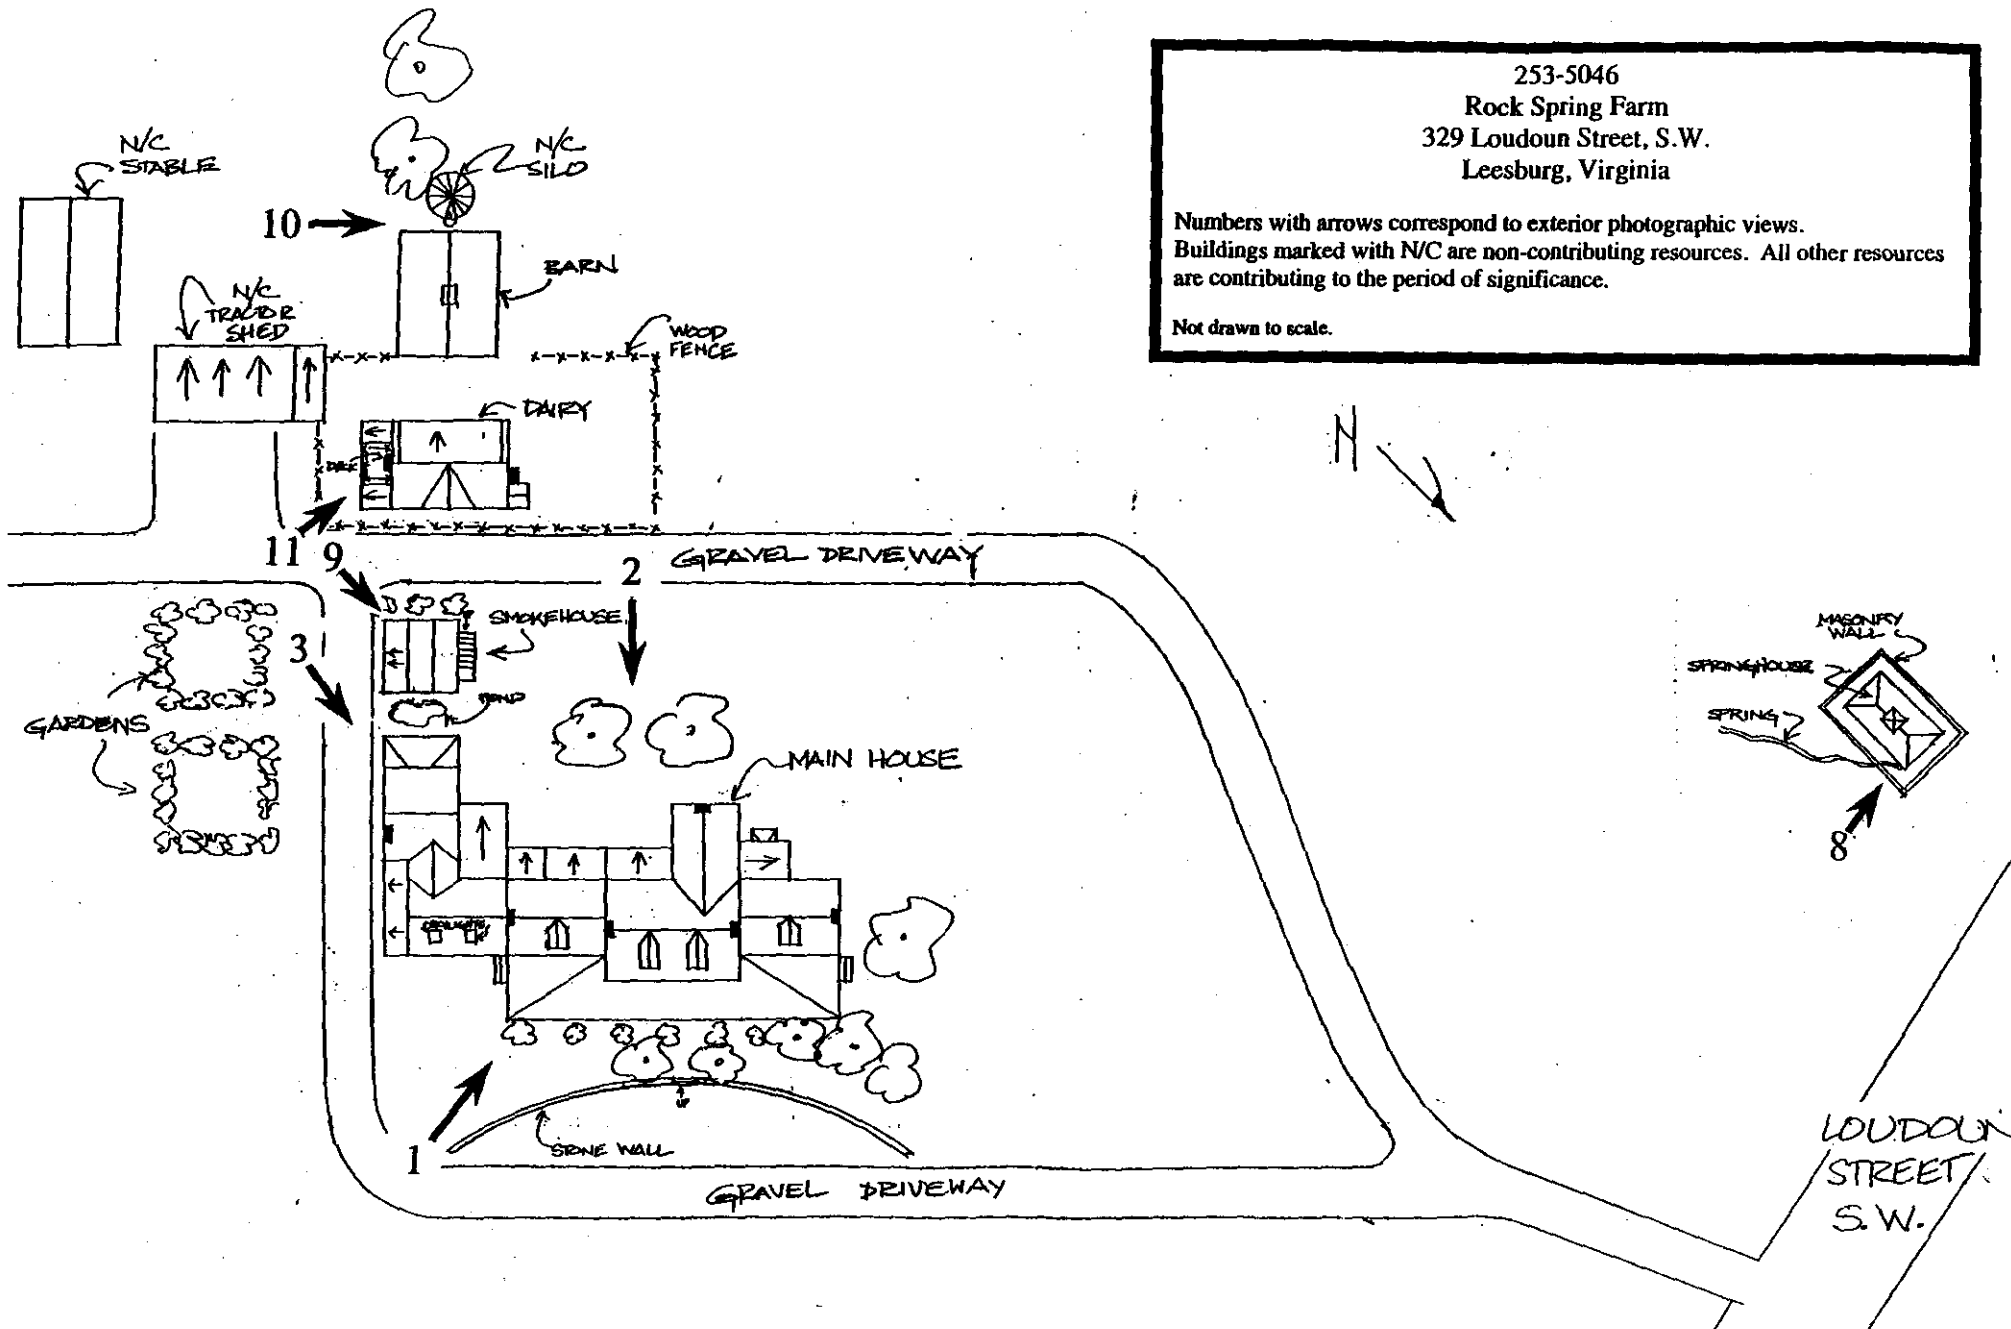 253-5046
Rock Spring Farm
329 Loudoun Street, S.W.
Leesburg, Virginia
Numbers with arrows correspond to exterior photographic views.
Buildings marked with N/C are non-contributing resources. All other resources
are contributing to the period of significance.
Not drawn to scale.
N/C
STABLE
N/C
SILO
10
BARN
N/C
TRACTOR
SHED
WOOD
FENCE
DAIRY
N
11
9
2
GRAVEL DRIVEWAY
SMOKEHOUSE
3
MASONRY
WALL
SPRINGHOUSE
POND
SPRING
GARDENS
MAIN HOUSE
8
UP
1
STONE WALL
GRAVEL DRIVEWAY
LOUDOUN
STREET
S.W.